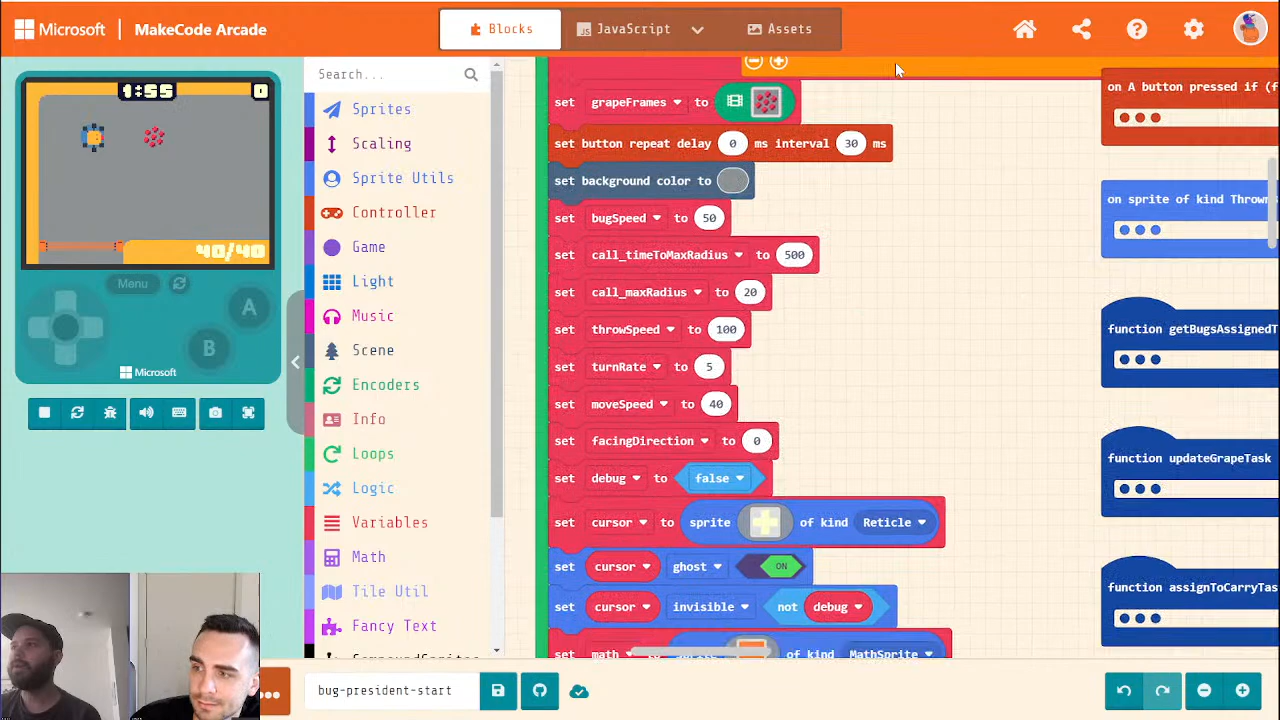 Microsoft | MakeCode Arcade
Blocks
JavaScript
Assets
1:55
0
40/40
Menu
A
B
Microsoft
Search...
Sprites
Scaling
Sprite Utils
Controller
Game
Light
Music
Scene
Encoders
Info
Loops
Logic
Variables
Math
Tile Util
Fancy Text
CompoundSprites
set grapeFrames to
set button repeat delay 0 ms interval 30 ms
set background color to
set bugSpeed to 50
set call_timeToMaxRadius to 500
set call_maxRadius to 20
set throwSpeed to 100
set turnRate to 5
set moveSpeed to 40
set facingDirection to 0
set debug to false
set cursor to sprite of kind Reticle
set cursor ghost ON
set cursor invisible not debug
set math to of kind MathSprite
on A button pressed if (f
on sprite of kind Thrown
function getBugsAssignedT
function updateGrapeTask
function assignToCarryTas
bug-president-start